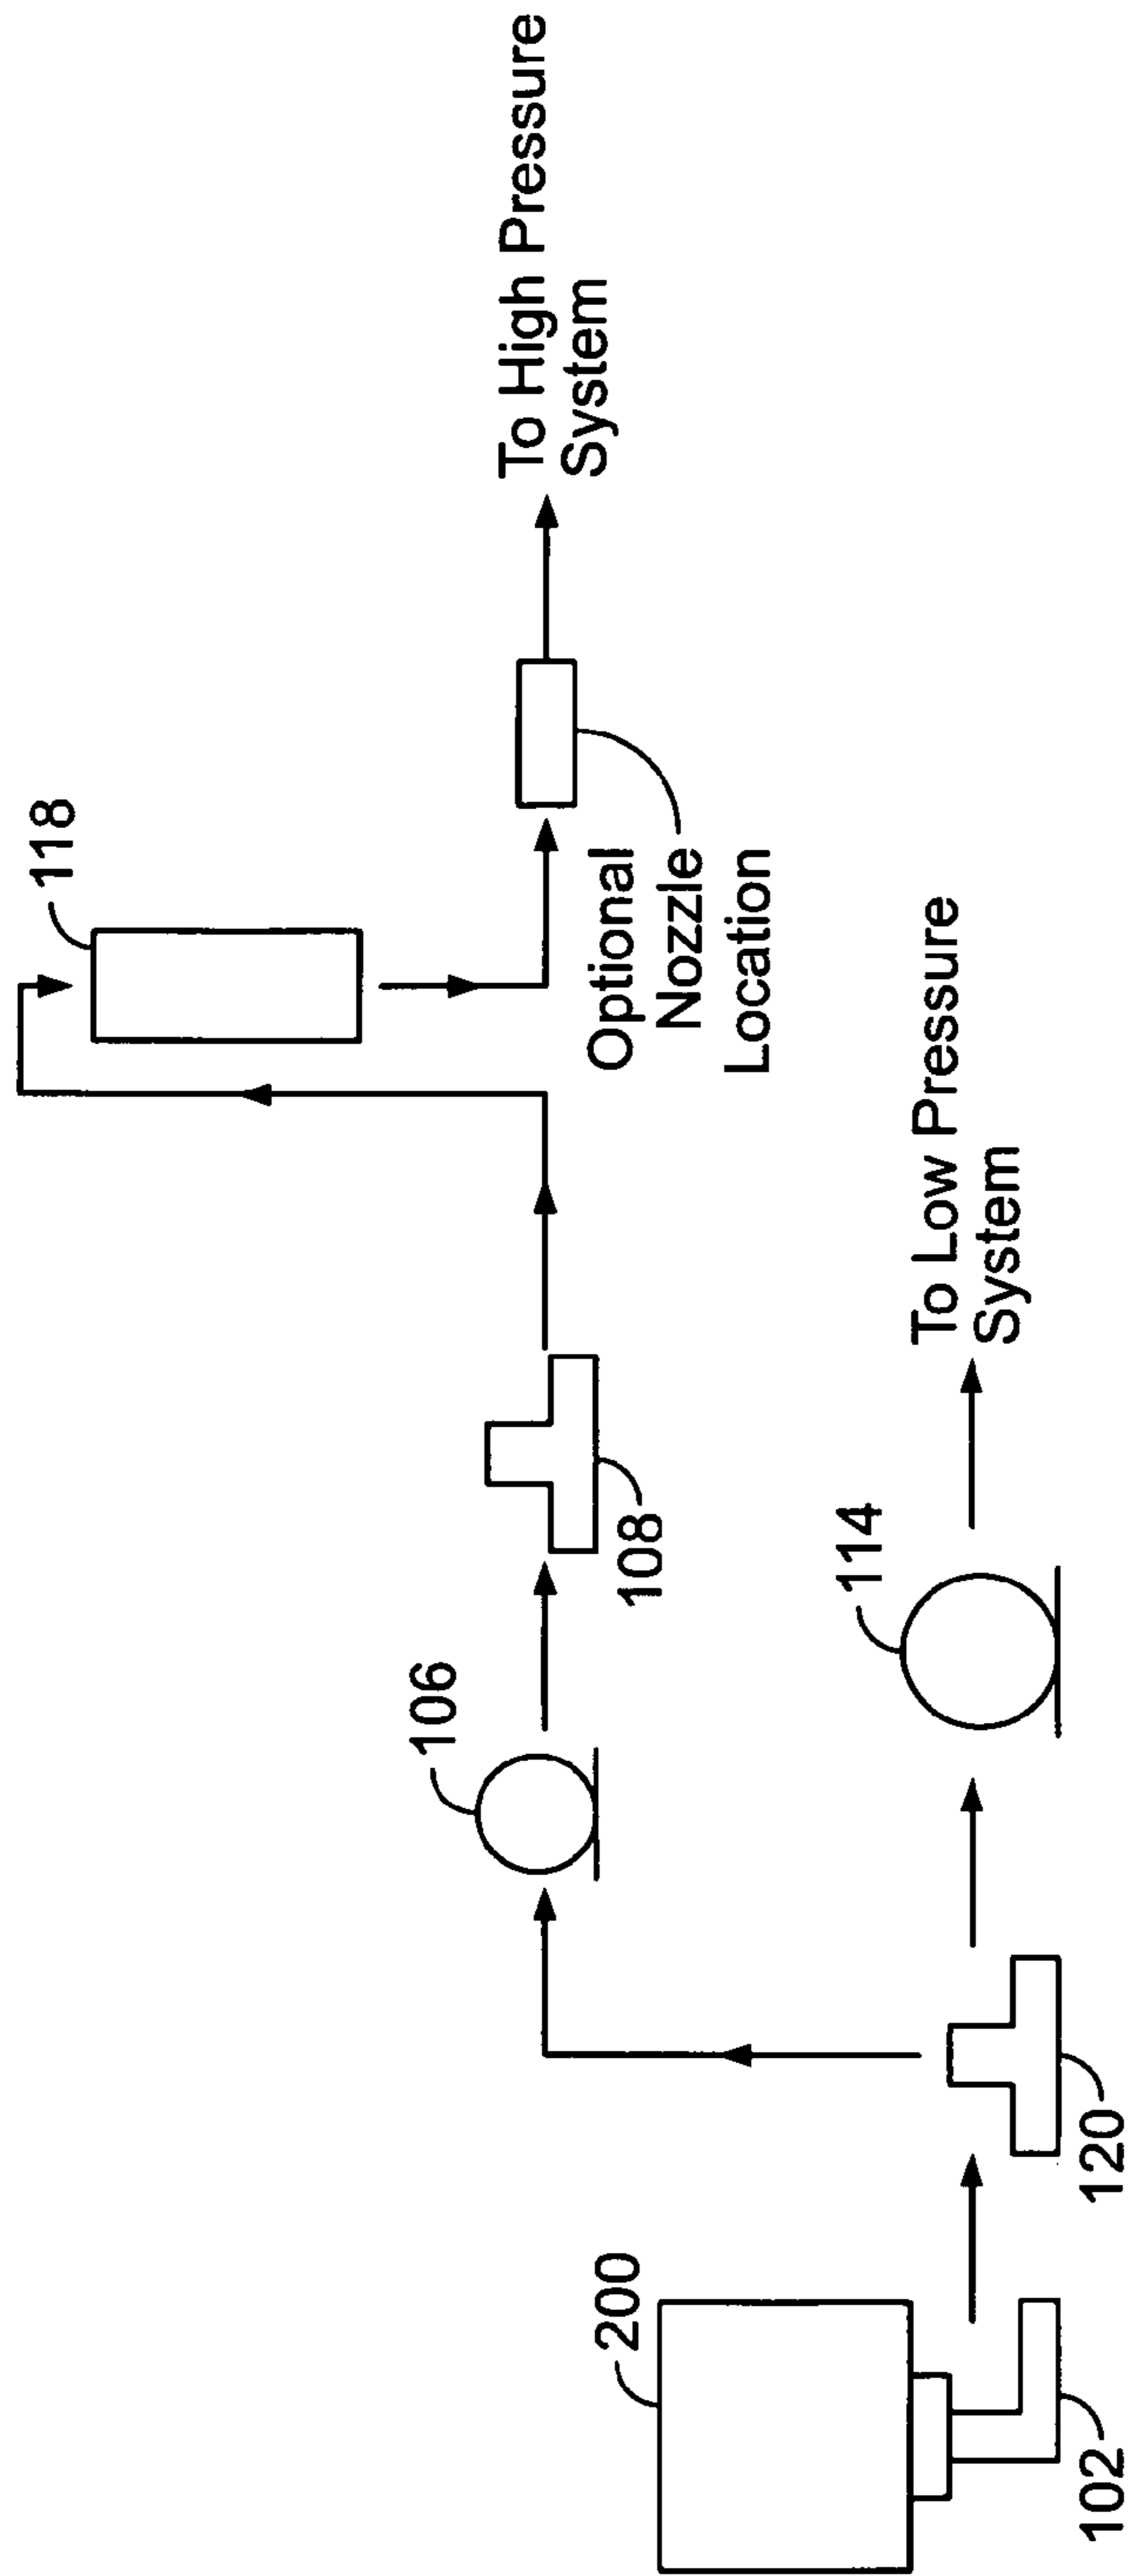 118
To High Pressure
System
Optional
Nozzle
Location
106
108
To Low Pressure
System
114
200
120
102